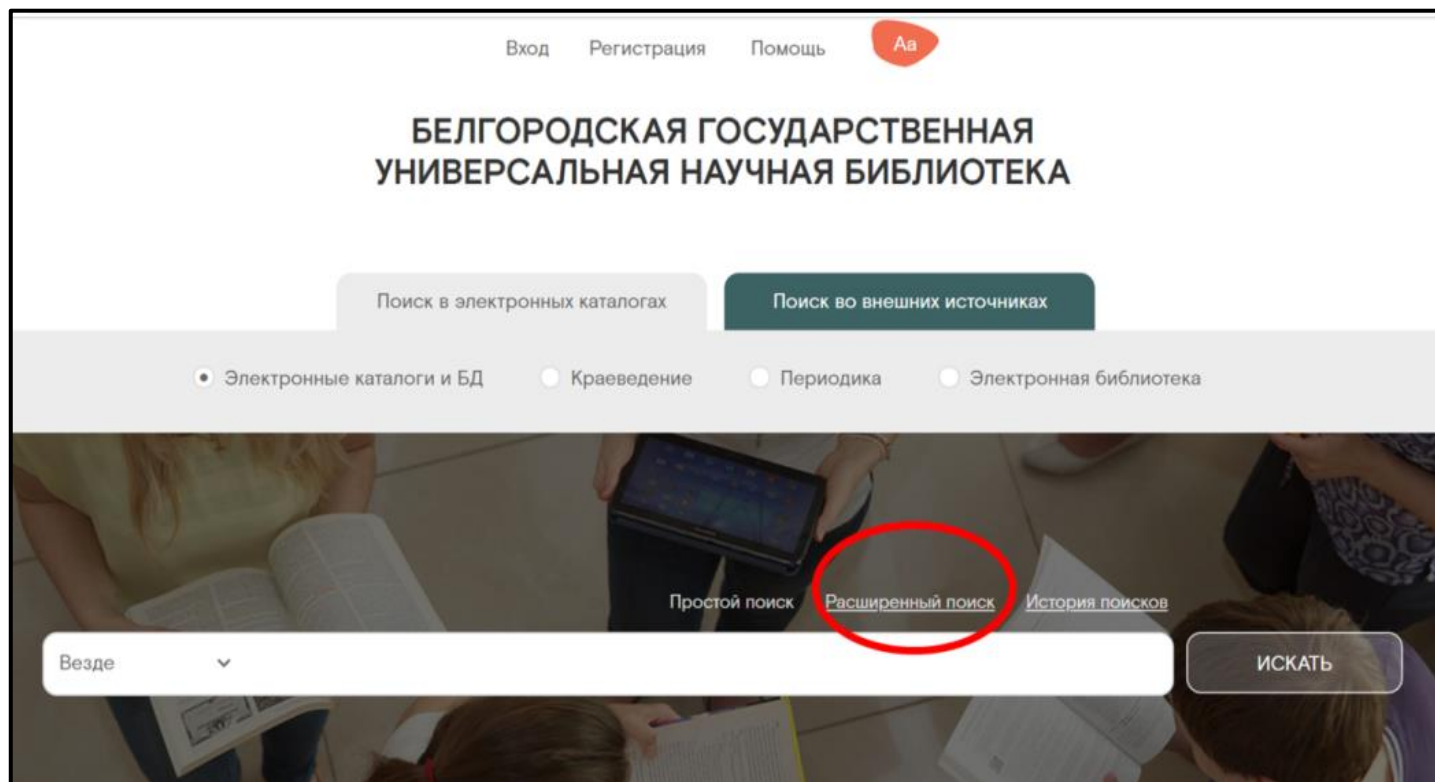 Вход Регистрация Помощь Aa
БЕЛГОРОДСКАЯ ГОСУДАРСТВЕННАЯ
УНИВЕРСАЛЬНАЯ НАУЧНАЯ БИБЛИОТЕКА
Поиск в электронных каталогах Поиск во внешних источниках
Электронные каталоги и БД Краеведение Периодика Электронная библиотека
Простой поиск Расширенный поиск История поисков
Везде ИСКАТЬ